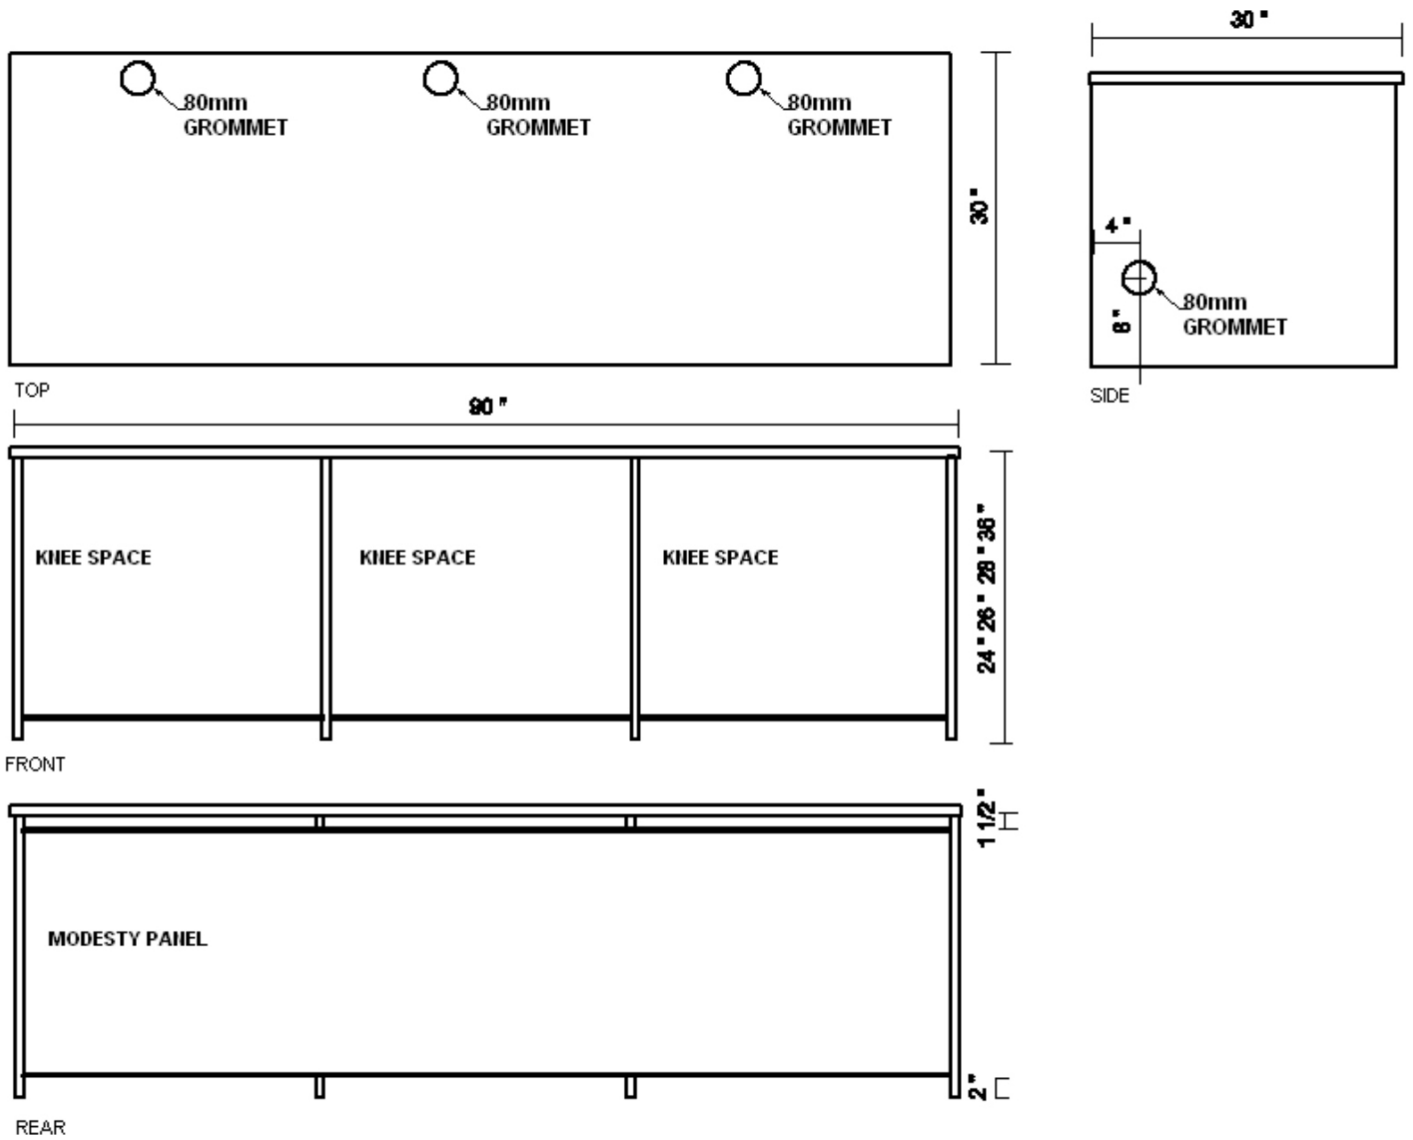 30 "
80mm
GROMMET
80mm
GROMMET
80mm
GROMMET
30 "
4 "
80mm
GROMMET
8 "
TOP
SIDE
90 "
KNEE SPACE
KNEE SPACE
KNEE SPACE
24 " 26 " 28 " 36 "
FRONT
1 1/2 "
MODESTY PANEL
2 "
REAR